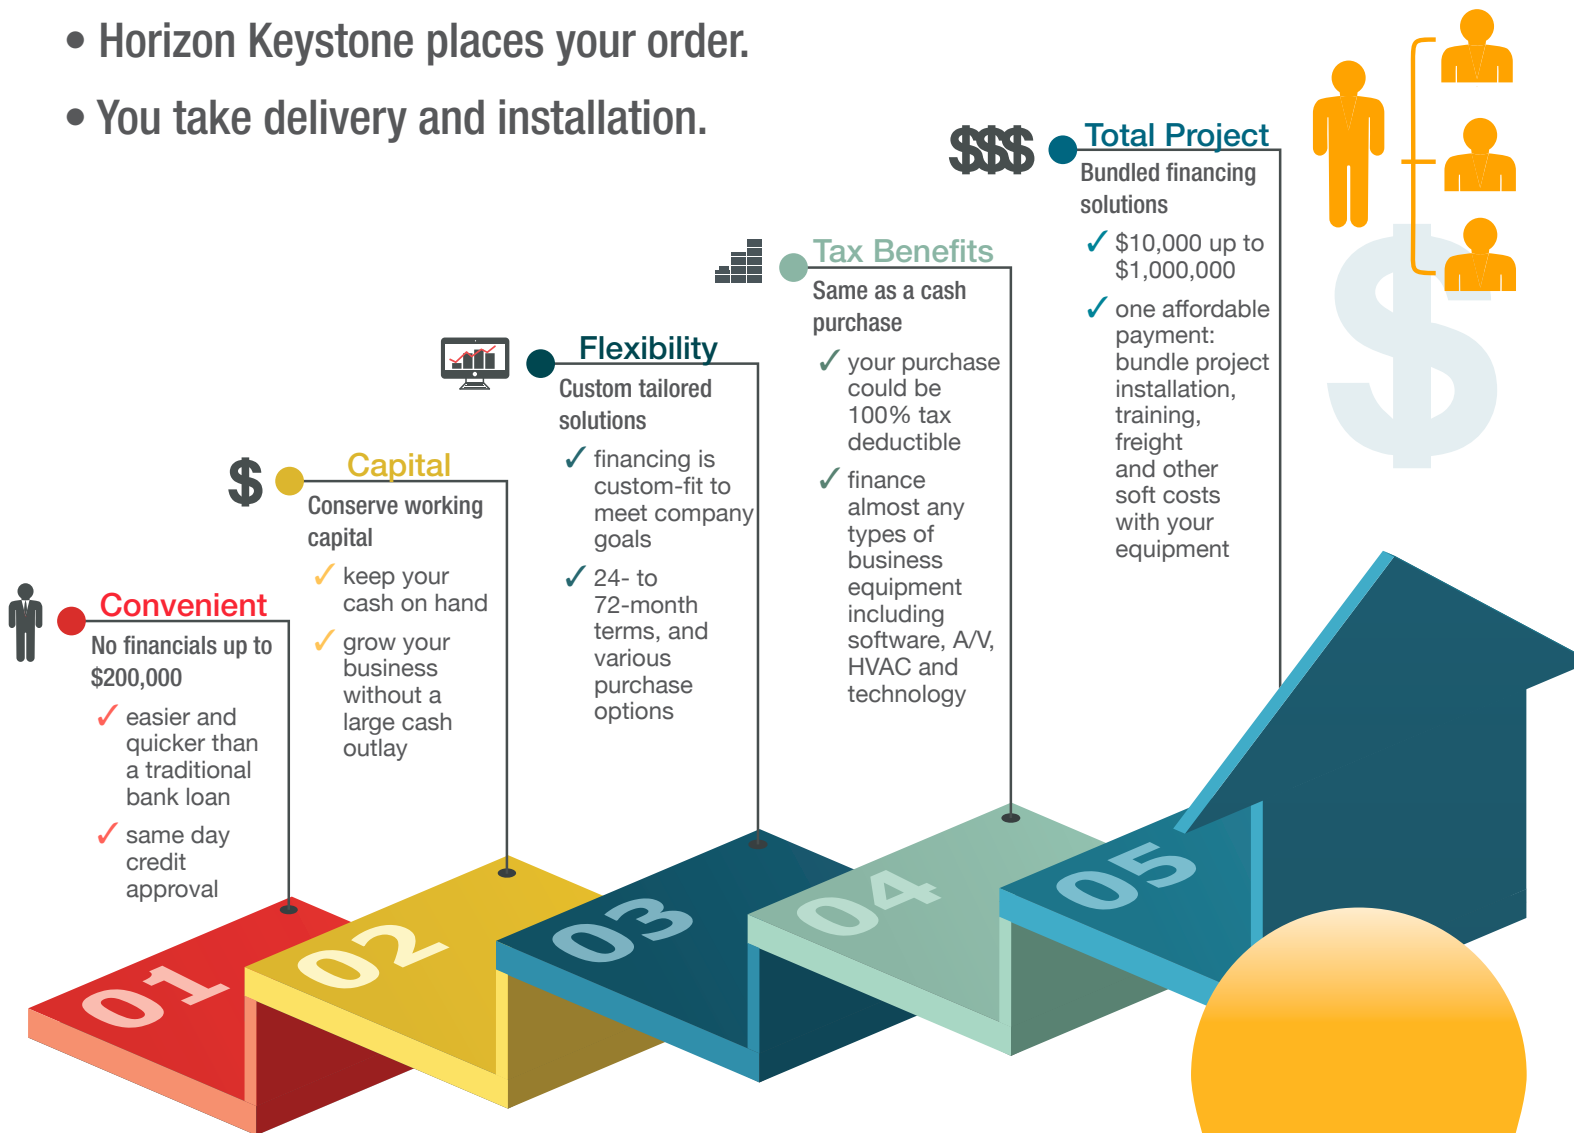 • Horizon Keystone places your order.
• You take delivery and installation.
$$$
Total Project
Bundled financing
solutions
✓ $10,000 up to
$1,000,000
✓ one affordable
payment:
bundle project
installation,
training,
freight
and other
soft costs
with your
equipment
$
Tax Benefits
Same as a cash
purchase
✓ your purchase
could be
100% tax
deductible
✓ finance
almost any
types of
business
equipment
including
software, A/V,
HVAC and
technology
Flexibility
Custom tailored
solutions
✓ financing is
custom-fit to
meet company
goals
✓ 24- to
72-month
terms, and
various
purchase
options
$
Capital
Conserve working
capital
✓ keep your
cash on hand
✓ grow your
business
without a
large cash
outlay
Convenient
No financials up to
$200,000
✓ easier and
quicker than
a traditional
bank loan
✓ same day
credit
approval
01
02
03
04
05